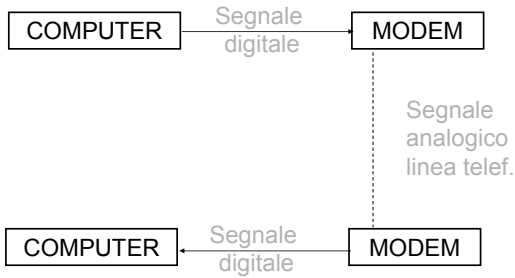 COMPUTER
Segnale
digitale
MODEM
Segnale
analogico
linea telef.
COMPUTER
Segnale
digitale
MODEM